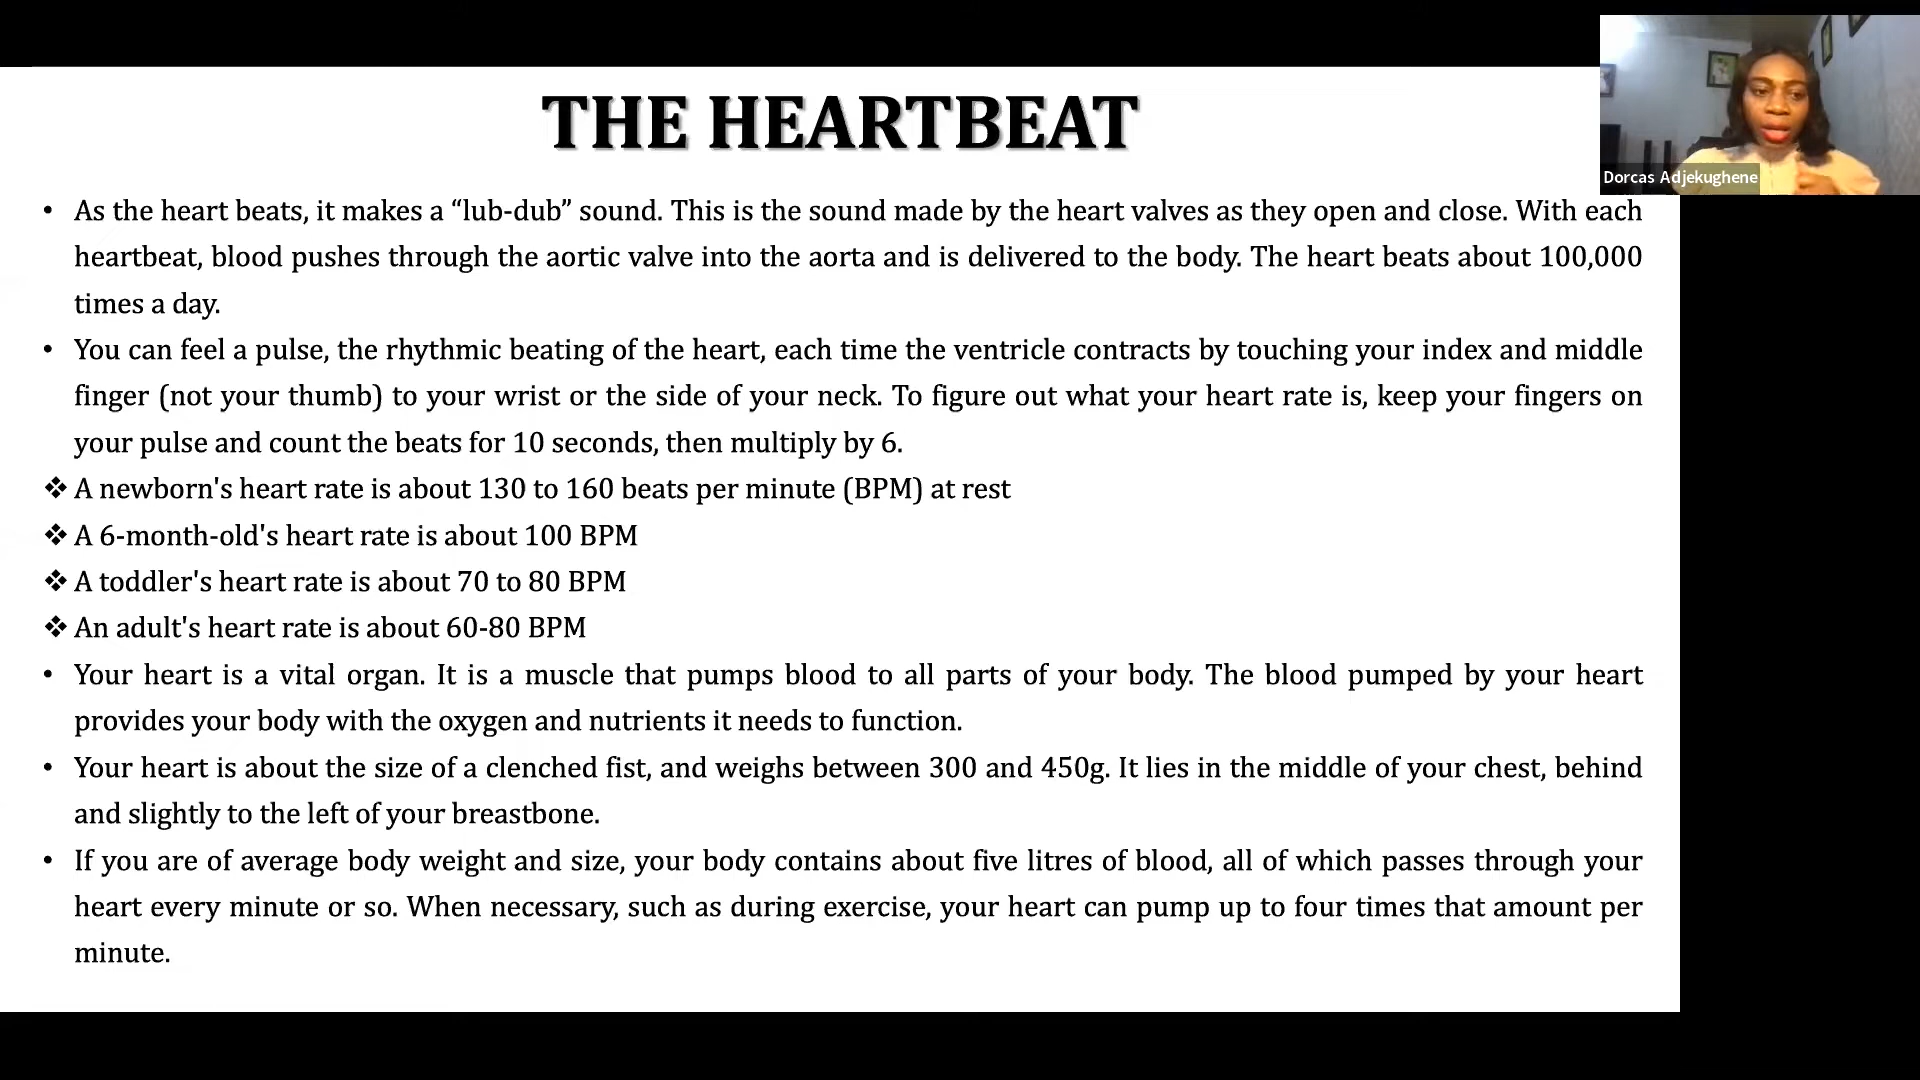 THE HEARTBEAT
Dorcas Adjekughene
• As the heart beats, it makes a “lub-dub” sound. This is the sound made by the heart valves as they open and close. With each
heartbeat, blood pushes through the aortic valve into the aorta and is delivered to the body. The heart beats about 100,000
times a day.
• You can feel a pulse, the rhythmic beating of the heart, each time the ventricle contracts by touching your index and middle
finger (not your thumb) to your wrist or the side of your neck. To figure out what your heart rate is, keep your fingers on
your pulse and count the beats for 10 seconds, then multiply by 6.
❖ A newborn's heart rate is about 130 to 160 beats per minute (BPM) at rest
❖ A 6-month-old's heart rate is about 100 BPM
❖ A toddler's heart rate is about 70 to 80 BPM
❖ An adult's heart rate is about 60-80 BPM
• Your heart is a vital organ. It is a muscle that pumps blood to all parts of your body. The blood pumped by your heart
provides your body with the oxygen and nutrients it needs to function.
• Your heart is about the size of a clenched fist, and weighs between 300 and 450g. It lies in the middle of your chest, behind
and slightly to the left of your breastbone.
• If you are of average body weight and size, your body contains about five litres of blood, all of which passes through your
heart every minute or so. When necessary, such as during exercise, your heart can pump up to four times that amount per
minute.